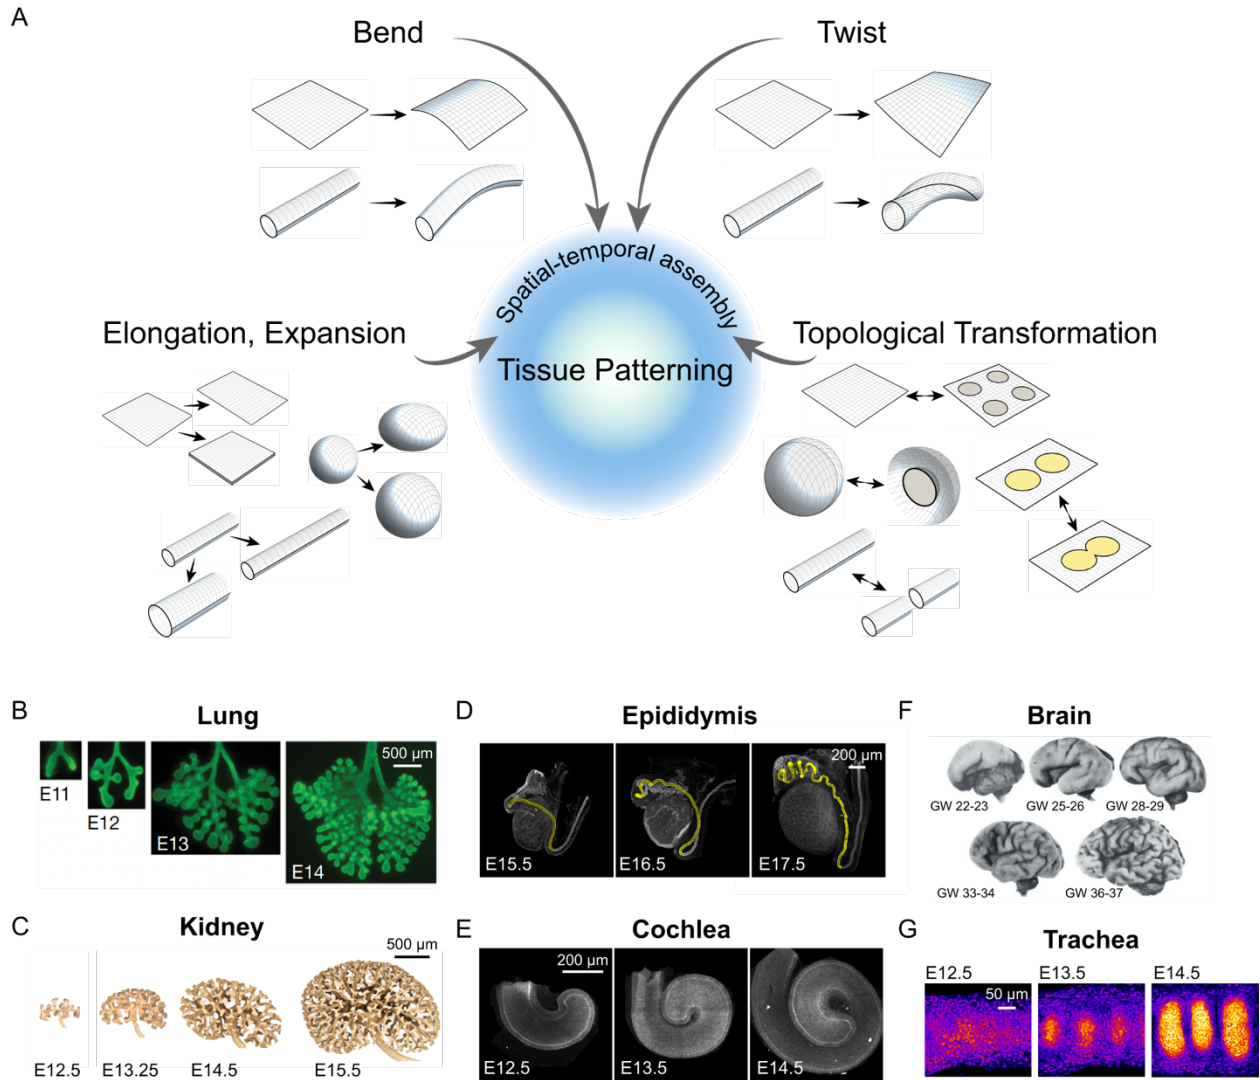 A
Bend
Twist
Spatial-temporal assembly
Tissue Patterning
Elongation, Expansion
Topological Transformation
B
Lung
E11
E12
E13
E14
500 µm
C
Kidney
500 µm
E12.5
E13.25
E14.5
E15.5
D
Epididymis
200 µm
E15.5
E16.5
E17.5
E
Cochlea
200 µm
E12.5
E13.5
E14.5
F
Brain
GW 22-23
GW 25-26
GW 28-29
GW 33-34
GW 36-37
G
Trachea
E12.5
E13.5
E14.5
50 µm